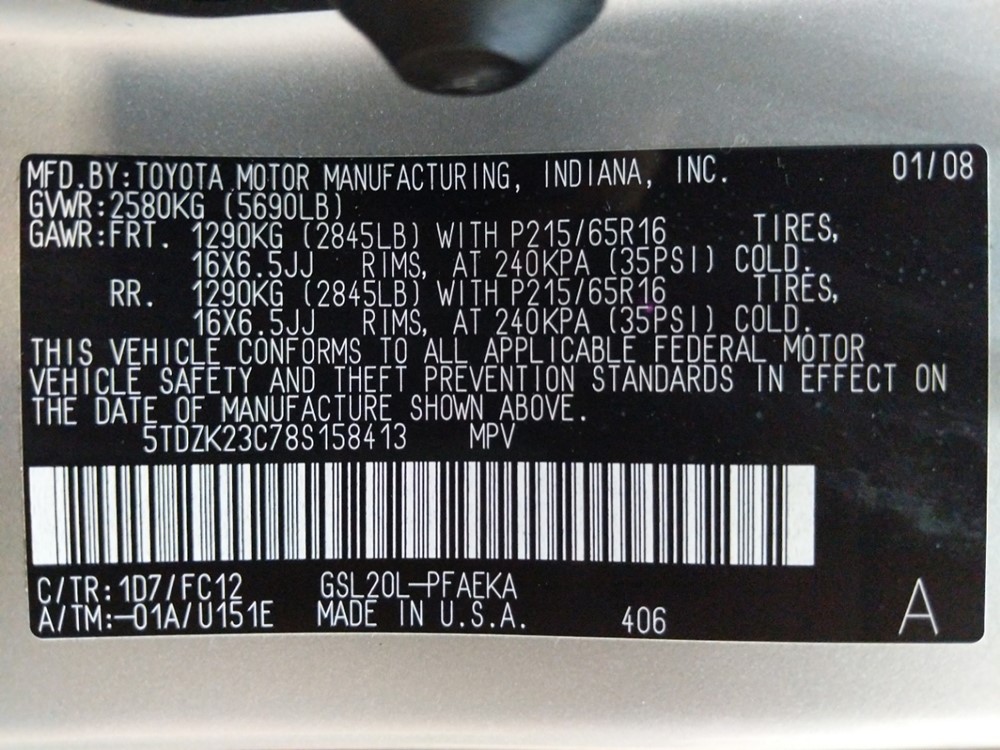 MFD.BY:TOYOTA MOTOR MANUFACTURING, INDIANA, INC. 01/08
GVWR:2580KG (5690LB)
GAWR:FRT. 1290KG (2845LB) WITH P215/65R16 TIRES,
16X6.5JJ RIMS, AT 240KPA (35PSI) COLD.
RR. 1290KG (2845LB) WITH P215/65R16 TIRES,
16X6.5JJ RIMS, AT 240KPA (35PSI) COLD.
THIS VEHICLE CONFORMS TO ALL APPLICABLE FEDERAL MOTOR
VEHICLE SAFETY AND THEFT PREVENTION STANDARDS IN EFFECT ON
THE DATE OF MANUFACTURE SHOWN ABOVE.
5TDZK23C78S158413 MPV
C/TR:1D7/FC12 GSL20L-PFAEKA
A/TM:-01A/U151E MADE IN U.S.A. 406 A